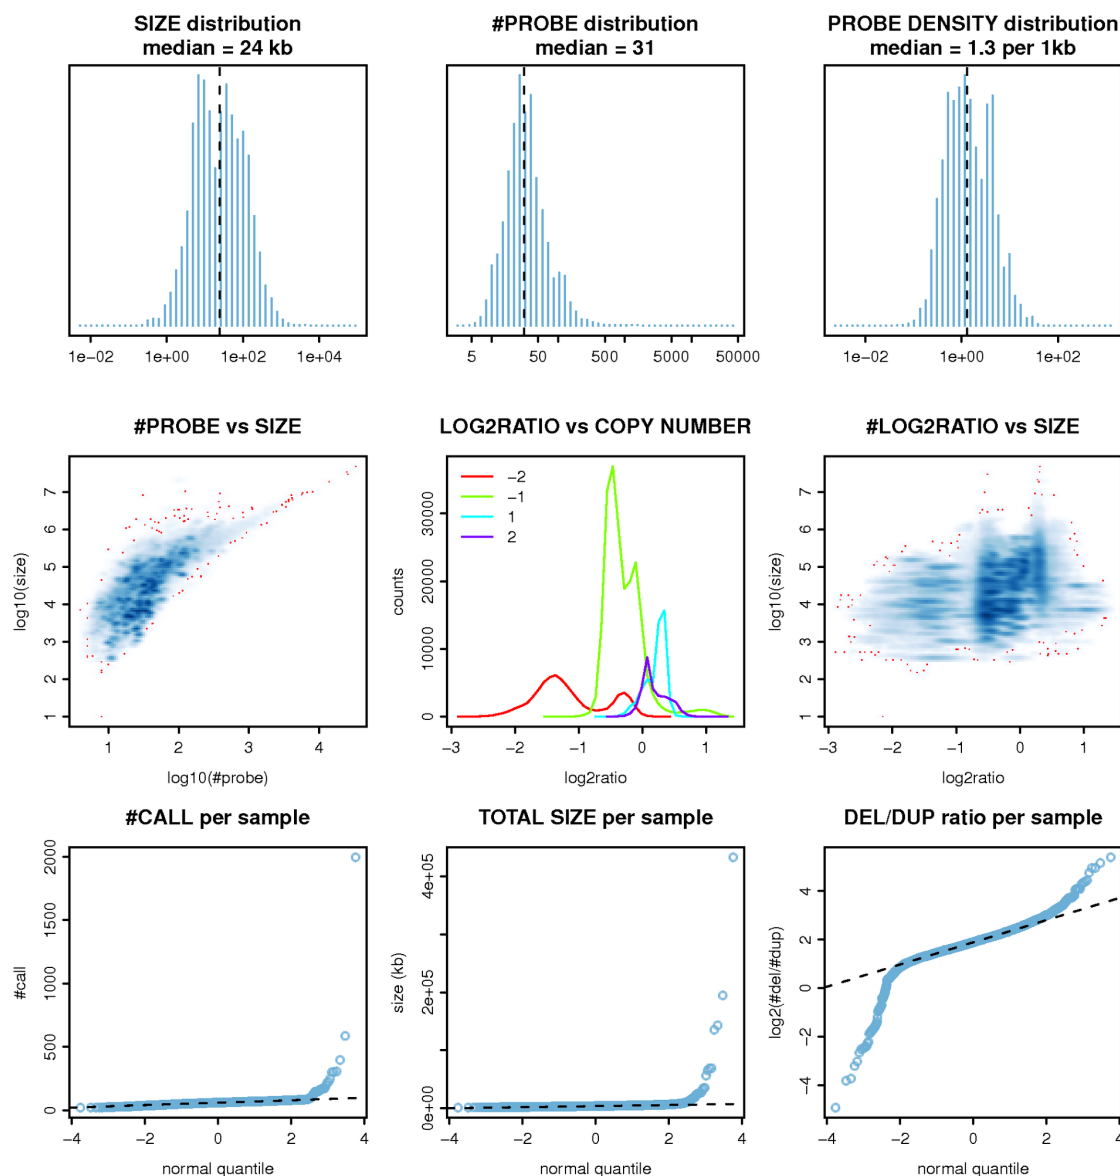 SIZE distribution
median = 24 kb
#PROBE distribution
median = 31
PROBE DENSITY distribution
median = 1.3 per 1kb
1e-02 1e+00 1e+02 1e+04
5 50 500 5000 50000
1e-02 1e+00 1e+02
#PROBE vs SIZE
LOG2RATIO vs COPY NUMBER
#LOG2RATIO vs SIZE
log10(size)
7
6
5
4
3
2
1
1 2 3 4
log10(#probe)
counts
30000
20000
10000
0
-2
-1
1
2
-3 -2 -1 0 1
log2ratio
log10(size)
7
6
5
4
3
2
1
-3 -2 -1 0 1
log2ratio
#CALL per sample
TOTAL SIZE per sample
DEL/DUP ratio per sample
#call
2000
1500
1000
500
0
-4 -2 0 2 4
normal quantile
size (kb)
4e+05
2e+05
0e+00
-4 -2 0 2 4
normal quantile
log2(#del/#dup)
4
2
0
-2
-4
-4 -2 0 2 4
normal quantile